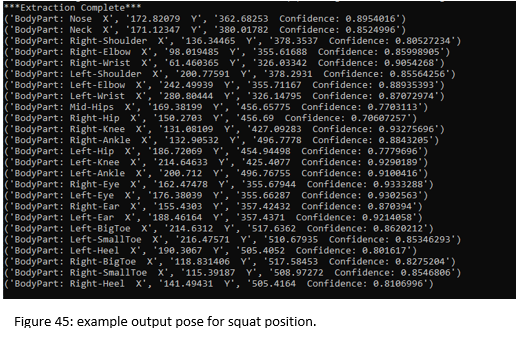 ***Extraction Complete***
('BodyPart: Nose  X', '172.82079  Y', '362.68253  Confidence: 0.8954016')
('BodyPart: Neck  X', '171.12347  Y', '380.01782  Confidence: 0.8524996')
('BodyPart: Right-Shoulder  X', '136.34465  Y', '378.3537  Confidence: 0.80527234')
('BodyPart: Right-Elbow  X', '98.019485  Y', '355.61688  Confidence: 0.85998905')
('BodyPart: Right-Wrist  X', '61.460365  Y', '326.03342  Confidence: 0.9054268')
('BodyPart: Left-Shoulder  X', '200.77591  Y', '378.2931  Confidence: 0.85564256')
('BodyPart: Left-Elbow  X', '242.49939  Y', '355.71167  Confidence: 0.88935393')
('BodyPart: Left-Wrist  X', '280.80444  Y', '326.14795  Confidence: 0.87072974')
('BodyPart: Mid-Hips  X', '169.38199  Y', '456.65775  Confidence: 0.7703113')
('BodyPart: Right-Hip  X', '150.2703  Y', '456.69  Confidence: 0.70607257')
('BodyPart: Right-Knee  X', '131.08109  Y', '427.09283  Confidence: 0.93275696')
('BodyPart: Right-Ankle  X', '132.90532  Y', '496.7778  Confidence: 0.8843205')
('BodyPart: Left-Hip  X', '186.72069  Y', '454.94498  Confidence: 0.7779696')
('BodyPart: Left-Knee  X', '214.64633  Y', '425.4077  Confidence: 0.9290189')
('BodyPart: Left-Ankle  X', '200.712  Y', '496.76755  Confidence: 0.9100416')
('BodyPart: Right-Eye  X', '162.47478  Y', '355.67944  Confidence: 0.9333288')
('BodyPart: Left-Eye  X', '176.38039  Y', '355.66287  Confidence: 0.9302563')
('BodyPart: Right-Ear  X', '155.4303  Y', '357.42432  Confidence: 0.870394')
('BodyPart: Left-Ear  X', '188.46164  Y', '357.4371  Confidence: 0.9214058')
('BodyPart: Left-BigToe  X', '214.6312  Y', '517.6362  Confidence: 0.8620212')
('BodyPart: Left-SmallToe  X', '216.47571  Y', '510.67935  Confidence: 0.85346293')
('BodyPart: Left-Heel  X', '190.3067  Y', '505.4052  Confidence: 0.801617')
('BodyPart: Right-BigToe  X', '118.831406  Y', '517.58453  Confidence: 0.8275204')
('BodyPart: Right-SmallToe  X', '115.39187  Y', '508.97272  Confidence: 0.8546806')
('BodyPart: Right-Heel  X', '141.49431  Y', '505.4164  Confidence: 0.8106996')
Figure 45: example output pose for squat position.